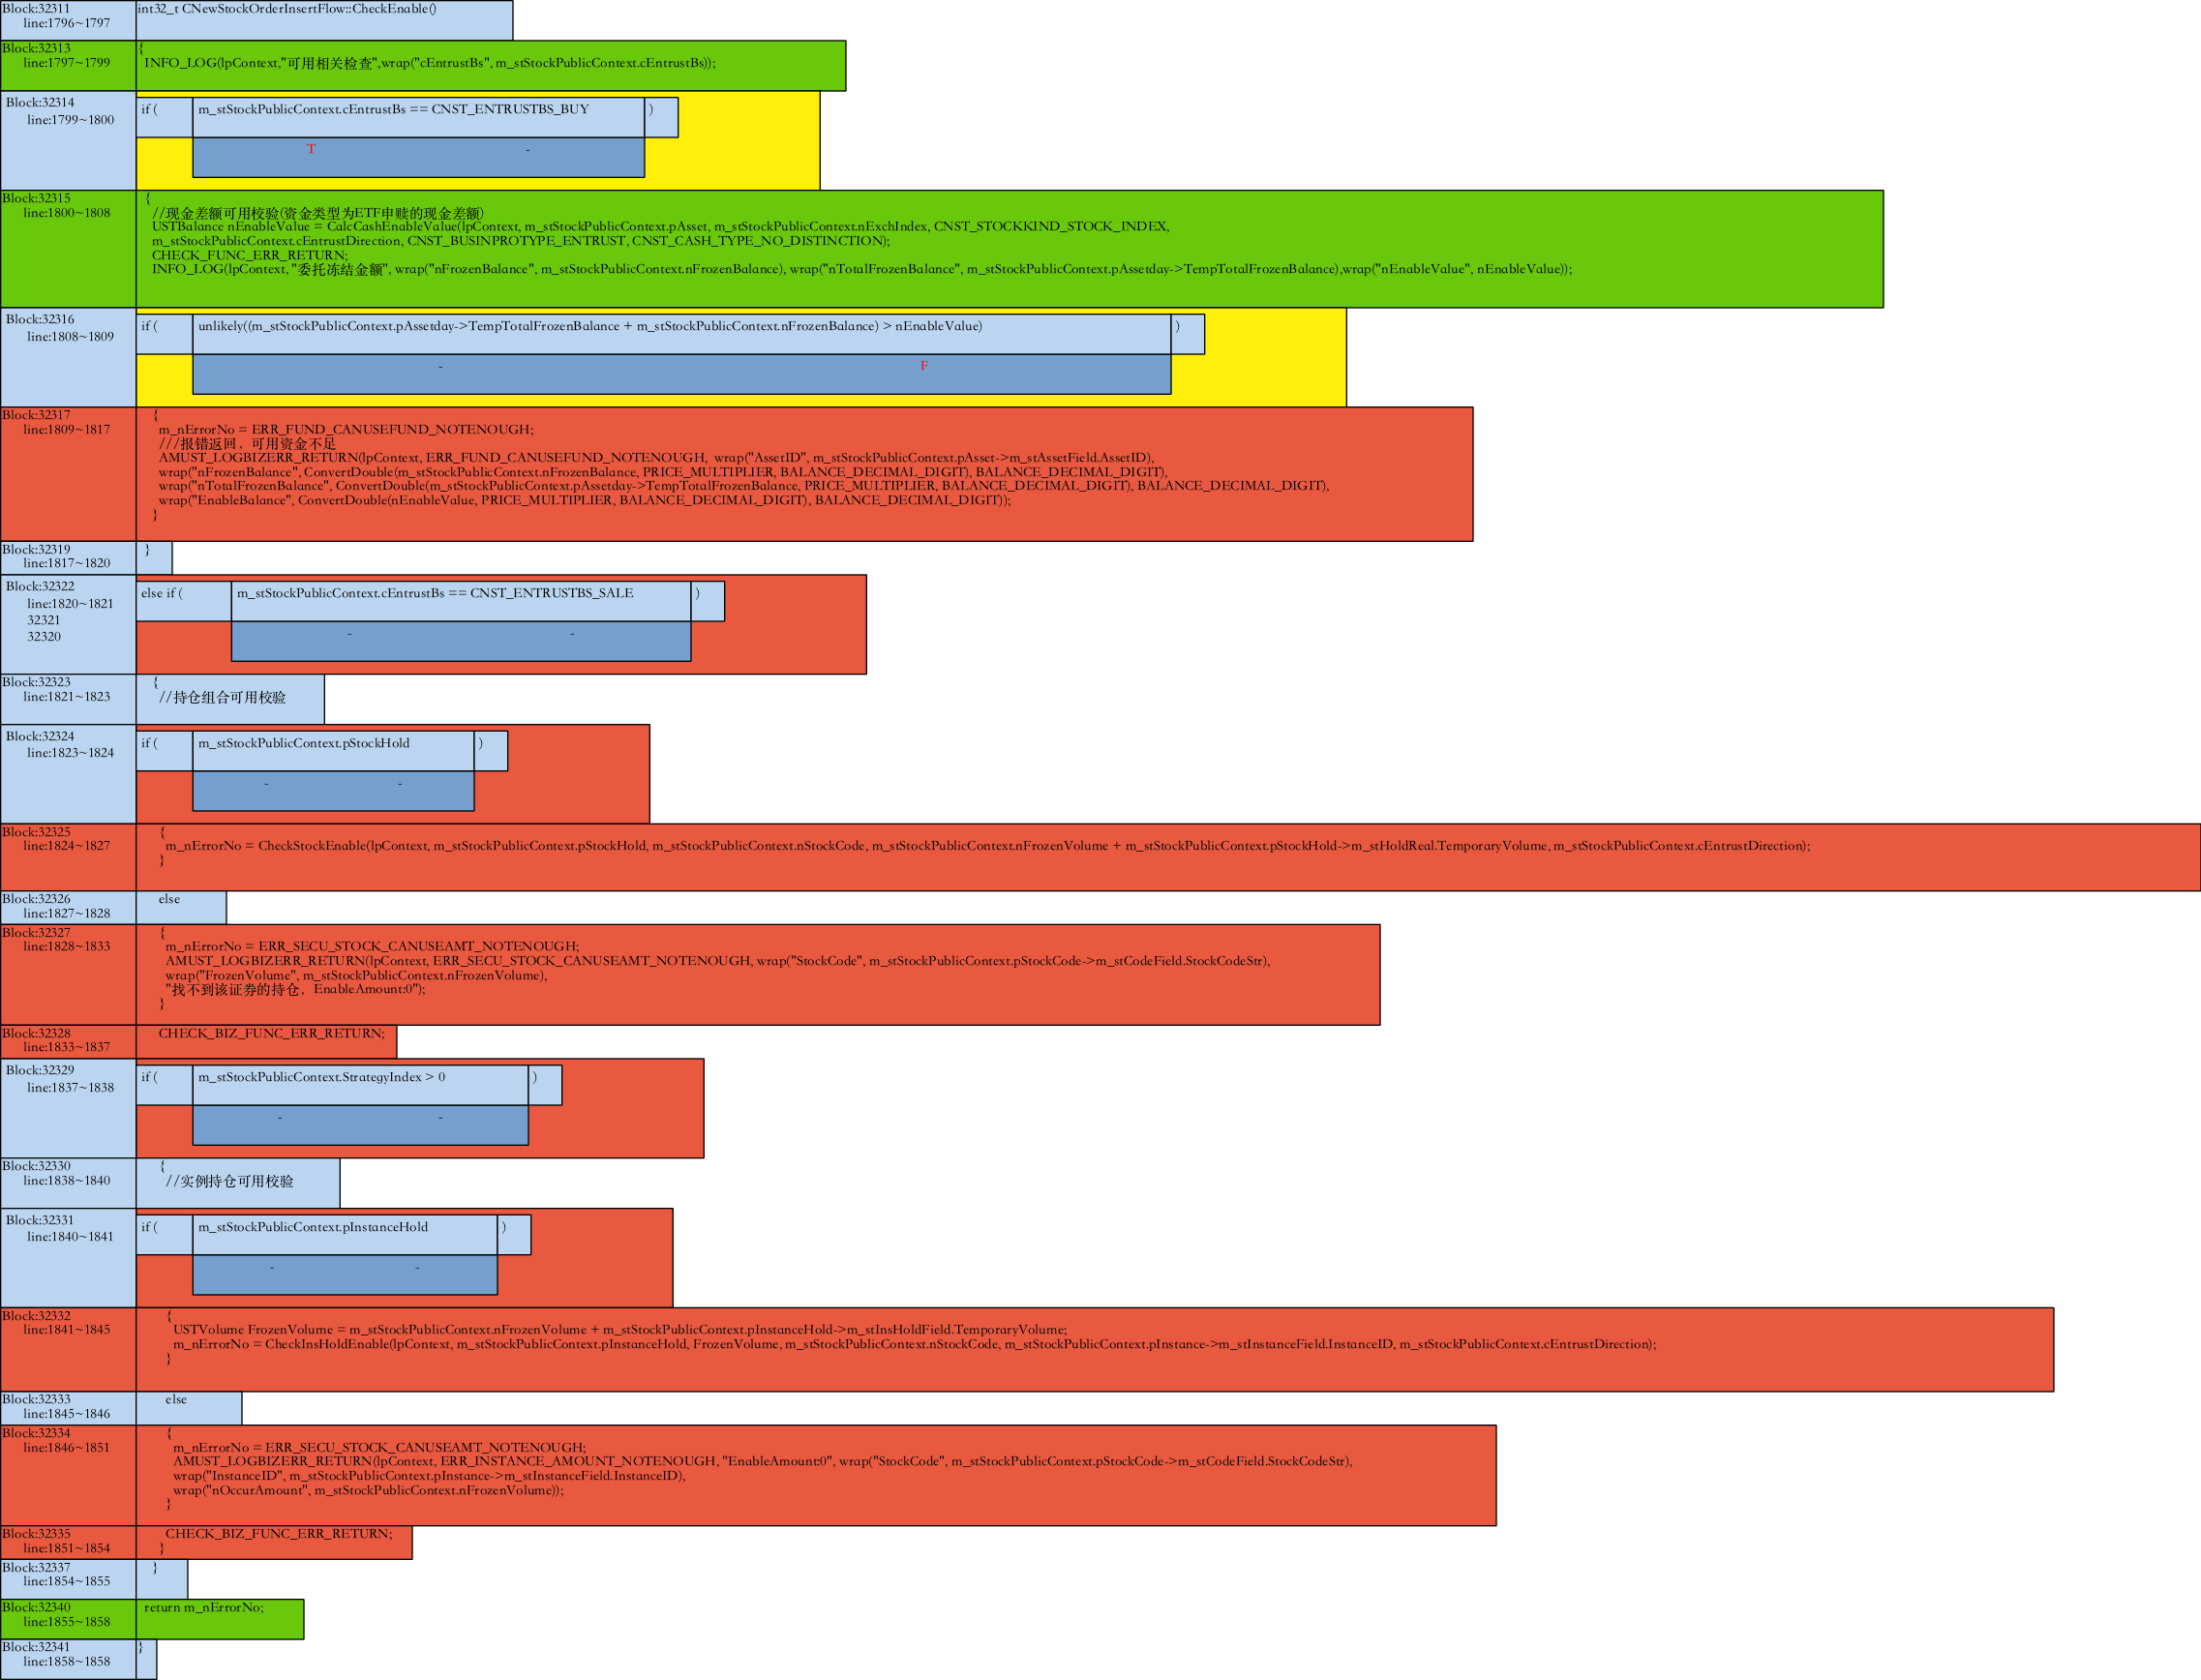 Block:32311 int32_t CNewStockOrderInsertFlow::CheckEnable()
line:1796~1797
Block:32313 {
line:1797~1799 INFO_LOG(lpContext,"可用相关检查",wrap("cEntrustBs", m_stStockPublicContext.cEntrustBs));
Block:32314 if ( m_stStockPublicContext.cEntrustBs == CNST_ENTRUSTBS_BUY )
line:1799~1800
T -
Block:32315 {
line:1800~1808 //现金差额可用校验(资金类型为ETF申赎的现金差额)
USTBalance nEnableValue = CalcCashEnableValue(lpContext, m_stStockPublicContext.pAsset, m_stStockPublicContext.nExchIndex, CNST_STOCKKIND_STOCK_INDEX,
m_stStockPublicContext.cEntrustDirection, CNST_BUSINPROTYPE_ENTRUST, CNST_CASH_TYPE_NO_DISTINCTION);
CHECK_FUNC_ERR_RETURN;
INFO_LOG(lpContext, "委托冻结金额", wrap("nFrozenBalance", m_stStockPublicContext.nFrozenBalance), wrap("nTotalFrozenBalance", m_stStockPublicContext.pAssetday->TempTotalFrozenBalance),wrap("nEnableValue", nEnableValue));
Block:32316 if ( unlikely((m_stStockPublicContext.pAssetday->TempTotalFrozenBalance + m_stStockPublicContext.nFrozenBalance) > nEnableValue) )
line:1808~1809
- F
Block:32317 {
line:1809~1817 m_nErrorNo = ERR_FUND_CANUSEFUND_NOTENOUGH;
///报错返回，可用资金不足
AMUST_LOGBIZERR_RETURN(lpContext, ERR_FUND_CANUSEFUND_NOTENOUGH,  wrap("AssetID", m_stStockPublicContext.pAsset->m_stAssetField.AssetID),
wrap("nFrozenBalance", ConvertDouble(m_stStockPublicContext.nFrozenBalance, PRICE_MULTIPLIER, BALANCE_DECIMAL_DIGIT), BALANCE_DECIMAL_DIGIT),
wrap("nTotalFrozenBalance", ConvertDouble(m_stStockPublicContext.pAssetday->TempTotalFrozenBalance, PRICE_MULTIPLIER, BALANCE_DECIMAL_DIGIT), BALANCE_DECIMAL_DIGIT),
wrap("EnableBalance", ConvertDouble(nEnableValue, PRICE_MULTIPLIER, BALANCE_DECIMAL_DIGIT), BALANCE_DECIMAL_DIGIT));
}
Block:32319 }
line:1817~1820
Block:32322 else if ( m_stStockPublicContext.cEntrustBs == CNST_ENTRUSTBS_SALE )
line:1820~1821
32321
32320 - -
Block:32323 {
line:1821~1823 //持仓组合可用校验
Block:32324 if ( m_stStockPublicContext.pStockHold )
line:1823~1824
- -
Block:32325 {
line:1824~1827 m_nErrorNo = CheckStockEnable(lpContext, m_stStockPublicContext.pStockHold, m_stStockPublicContext.nStockCode, m_stStockPublicContext.nFrozenVolume + m_stStockPublicContext.pStockHold->m_stHoldReal.TemporaryVolume, m_stStockPublicContext.cEntrustDirection);
}
Block:32326 else
line:1827~1828
Block:32327 {
line:1828~1833 m_nErrorNo = ERR_SECU_STOCK_CANUSEAMT_NOTENOUGH;
AMUST_LOGBIZERR_RETURN(lpContext, ERR_SECU_STOCK_CANUSEAMT_NOTENOUGH, wrap("StockCode", m_stStockPublicContext.pStockCode->m_stCodeField.StockCodeStr),
wrap("FrozenVolume", m_stStockPublicContext.nFrozenVolume),
"找不到该证券的持仓，EnableAmount:0");
}
Block:32328 CHECK_BIZ_FUNC_ERR_RETURN;
line:1833~1837
Block:32329 if ( m_stStockPublicContext.StrategyIndex > 0 )
line:1837~1838
- -
Block:32330 {
line:1838~1840 //实例持仓可用校验
Block:32331 if ( m_stStockPublicContext.pInstanceHold )
line:1840~1841
- -
Block:32332 {
line:1841~1845 USTVolume FrozenVolume = m_stStockPublicContext.nFrozenVolume + m_stStockPublicContext.pInstanceHold->m_stInsHoldField.TemporaryVolume;
m_nErrorNo = CheckInsHoldEnable(lpContext, m_stStockPublicContext.pInstanceHold, FrozenVolume, m_stStockPublicContext.nStockCode, m_stStockPublicContext.pInstance->m_stInstanceField.InstanceID, m_stStockPublicContext.cEntrustDirection);
}
Block:32333 else
line:1845~1846
Block:32334 {
line:1846~1851 m_nErrorNo = ERR_SECU_STOCK_CANUSEAMT_NOTENOUGH;
AMUST_LOGBIZERR_RETURN(lpContext, ERR_INSTANCE_AMOUNT_NOTENOUGH, "EnableAmount:0", wrap("StockCode", m_stStockPublicContext.pStockCode->m_stCodeField.StockCodeStr),
wrap("InstanceID", m_stStockPublicContext.pInstance->m_stInstanceField.InstanceID),
wrap("nOccurAmount", m_stStockPublicContext.nFrozenVolume));
}
Block:32335 CHECK_BIZ_FUNC_ERR_RETURN;
line:1851~1854 }
Block:32337 }
line:1854~1855
Block:32340 return m_nErrorNo;
line:1855~1858
Block:32341 }
line:1858~1858